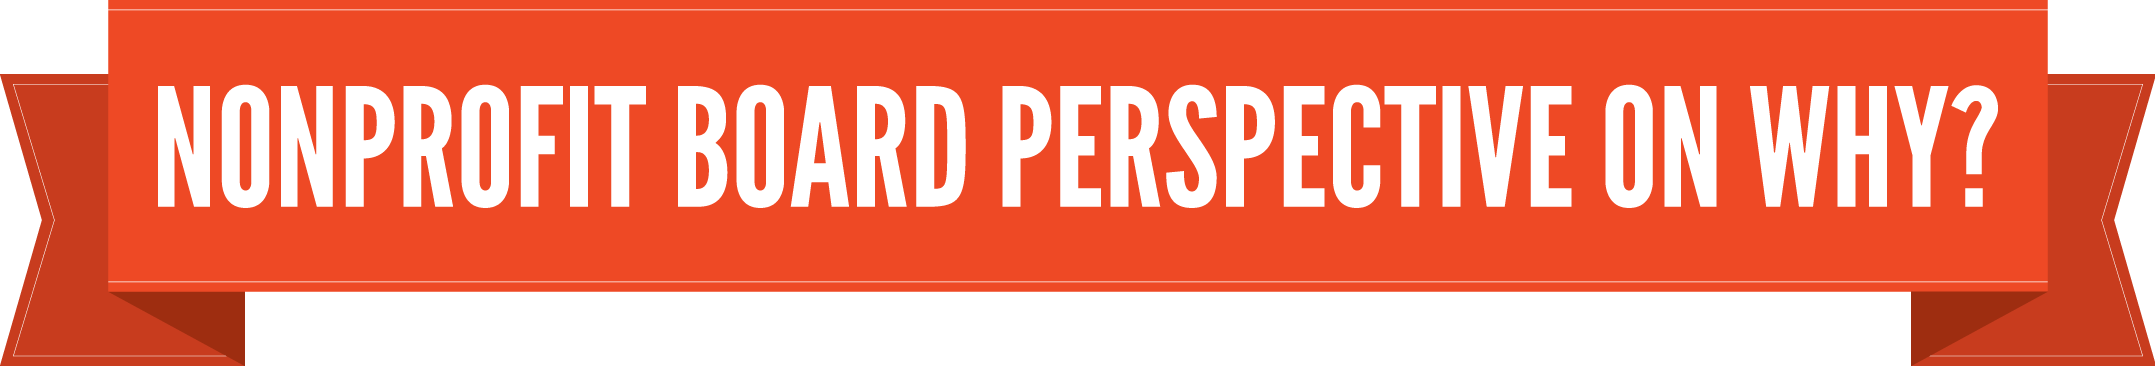 NONPROFIT BOARD PERSPECTIVE ON WHY?